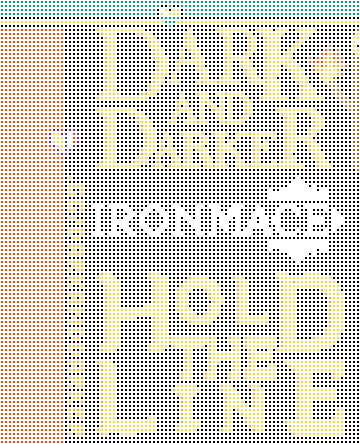 DARK
AND
DARKER
IRONMACE
HOLD
THE
LINE